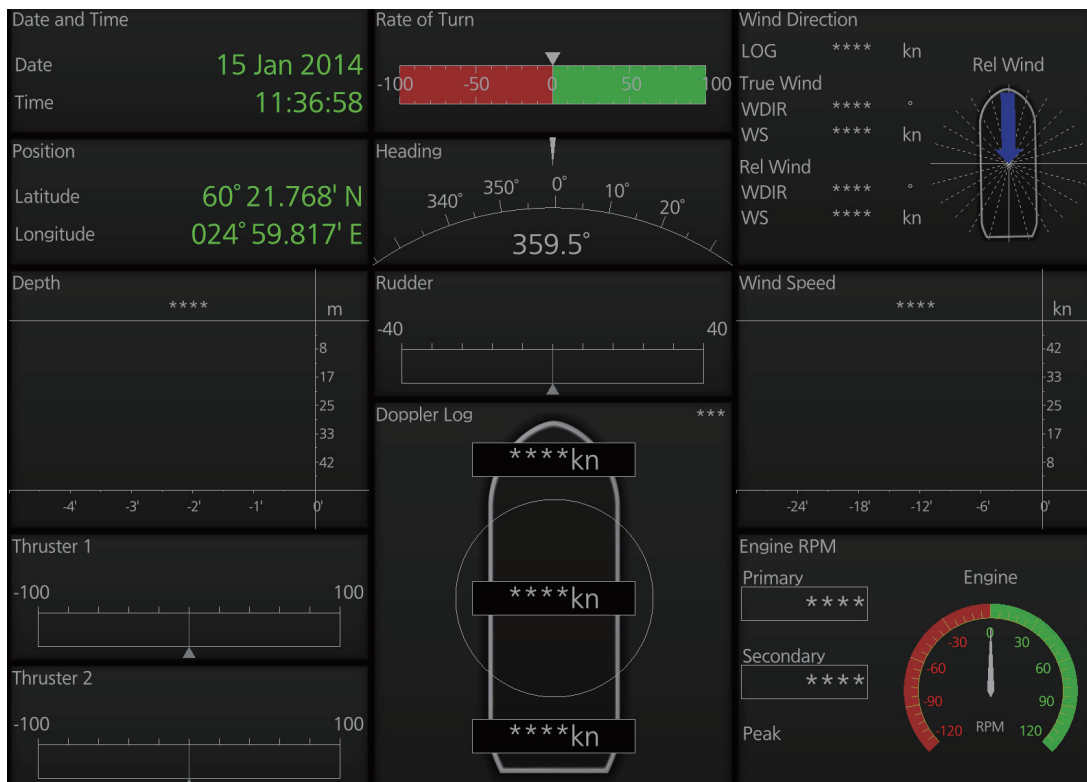 Date and Time
Date 15 Jan 2014
Time 11:36:58
Position
Latitude 60° 21.768' N
Longitude 024° 59.817' E
Depth
**** m
8
17
25
33
42
-4' -3' -2' -1' 0'
Thruster 1
-100 100
Thruster 2
-100 100
Rate of Turn
-100 -50 0 50 100
Heading
340° 350° 0° 10° 20°
359.5°
Rudder
-40 40
Doppler Log ***
****kn
****kn
****kn
Wind Direction
LOG **** kn
True Wind
WDIR **** °
WS **** kn
Rel Wind
WDIR **** °
WS **** kn
Rel Wind
Wind Speed
**** kn
42
33
25
17
8
-24' -18' -12' -6' 0'
Engine RPM
Primary
****
Secondary
****
Peak
Engine
-120 -90 -60 -30 0 30 60 90 120
RPM